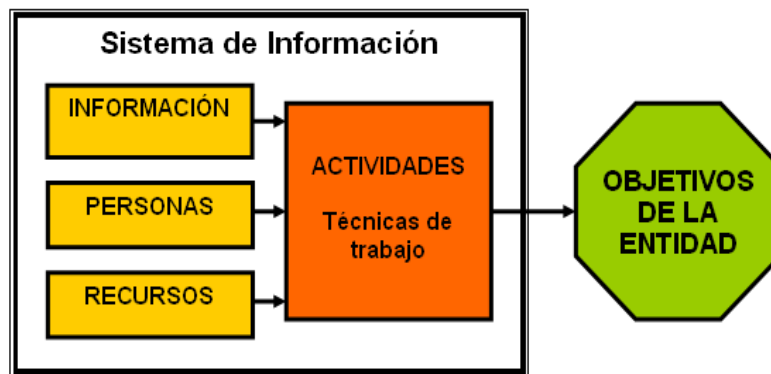 Sistema de Información
INFORMACIÓN
PERSONAS
RECURSOS
ACTIVIDADES
Técnicas de
trabajo
OBJETIVOS
DE LA
ENTIDAD